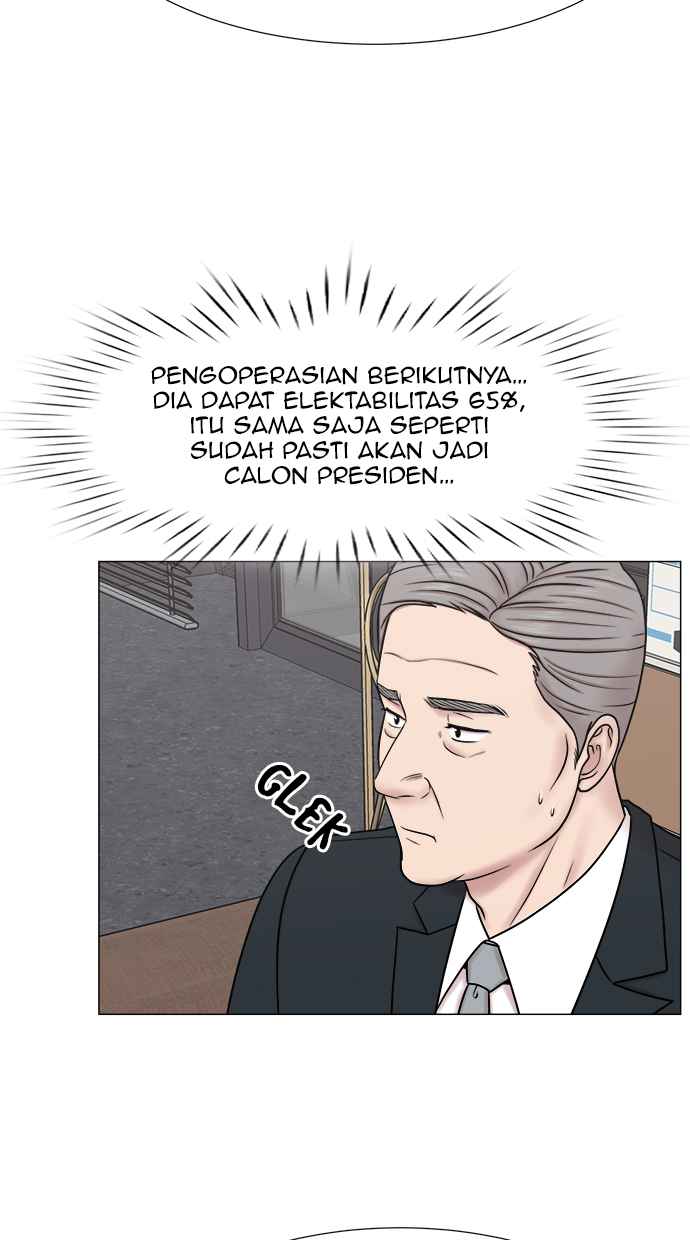 PENGOPERASIAN BERIKUTNYA...
DIA DAPAT ELEKTABILITAS 65%,
ITU SAMA SAJA SEPERTI
SUDAH PASTI AKAN JADI
CALON PRESIDEN...
GLEK